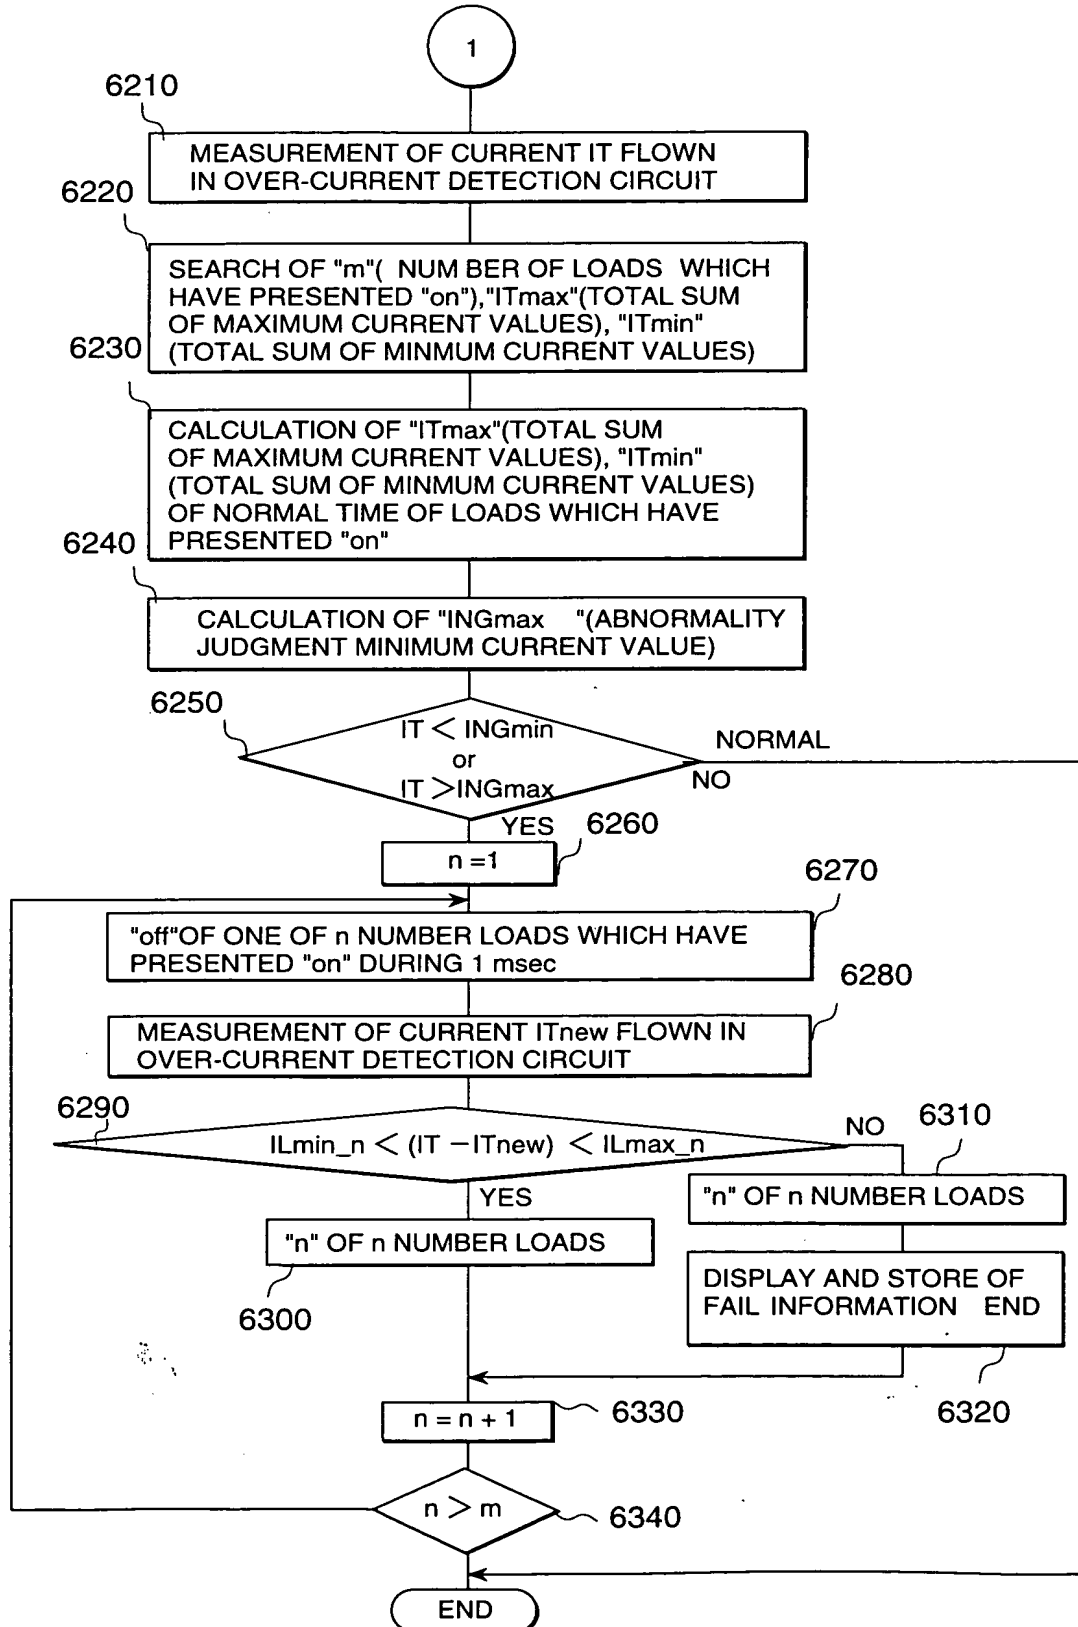 1
6210
MEASUREMENT OF CURRENT IT FLOWN
IN OVER-CURRENT DETECTION CIRCUIT
6220
SEARCH OF "m"( NUM BER OF LOADS WHICH
HAVE PRESENTED "on"),"ITmax"(TOTAL SUM
OF MAXIMUM CURRENT VALUES), "ITmin"
(TOTAL SUM OF MINMUM CURRENT VALUES)
6230
CALCULATION OF "ITmax"(TOTAL SUM
OF MAXIMUM CURRENT VALUES), "ITmin"
(TOTAL SUM OF MINMUM CURRENT VALUES)
OF NORMAL TIME OF LOADS WHICH HAVE
PRESENTED "on"
6240
CALCULATION OF "INGmax "(ABNORMALITY
JUDGMENT MINIMUM CURRENT VALUE)
6250
IT < INGmin
or
IT >INGmax
NORMAL
NO
YES
6260
n =1
6270
"off"OF ONE OF n NUMBER LOADS WHICH HAVE
PRESENTED "on" DURING 1 msec
6280
MEASUREMENT OF CURRENT ITnew FLOWN IN
OVER-CURRENT DETECTION CIRCUIT
6290
ILmin_n < (IT −ITnew) < ILmax_n
NO
YES
6310
"n" OF n NUMBER LOADS
"n" OF n NUMBER LOADS
6300
DISPLAY AND STORE OF
FAIL INFORMATION END
6320
n = n + 1
6330
n > m
6340
END